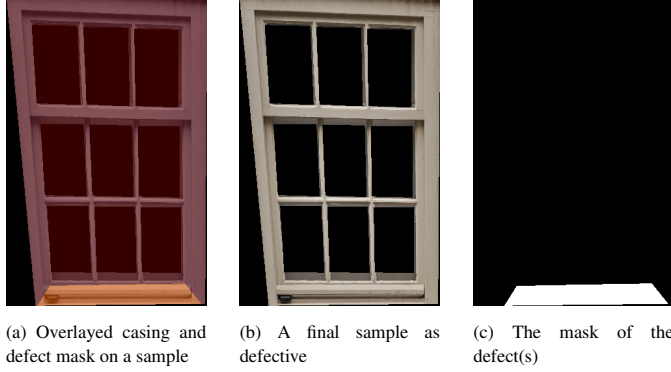 (a) Overlayed casing and
defect mask on a sample
(b) A final sample as
defective
(c) The mask of the
defect(s)